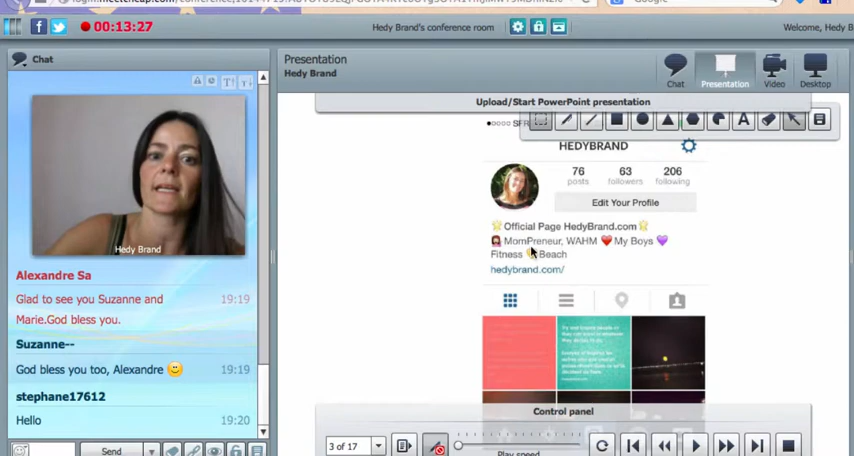 00:13:27
Hedy Brand's conference room
Welcome, Hedy B
Chat
Hedy Brand
Alexandre Sa
Glad to see you Suzanne and 19:19
Marie.God bless you.
Suzanne--
God bless you too, Alexandre 19:19
stephane17612
Hello 19:20
Send
Presentation
Hedy Brand
Chat
Presentation
Video
Desktop
Upload/Start PowerPoint presentation
HEDYBRAND
76 63 206
posts followers following
Edit Your Profile
Official Page HedyBrand.com
MomPreneur, WAHM My Boys
Fitness Beach
hedybrand.com/
Control panel
3 of 17
Play speed